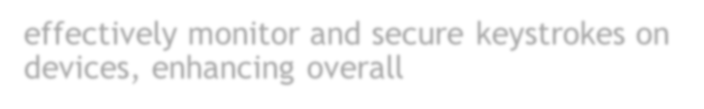 effectively monitor and secure keystrokes on
devices, enhancing overall